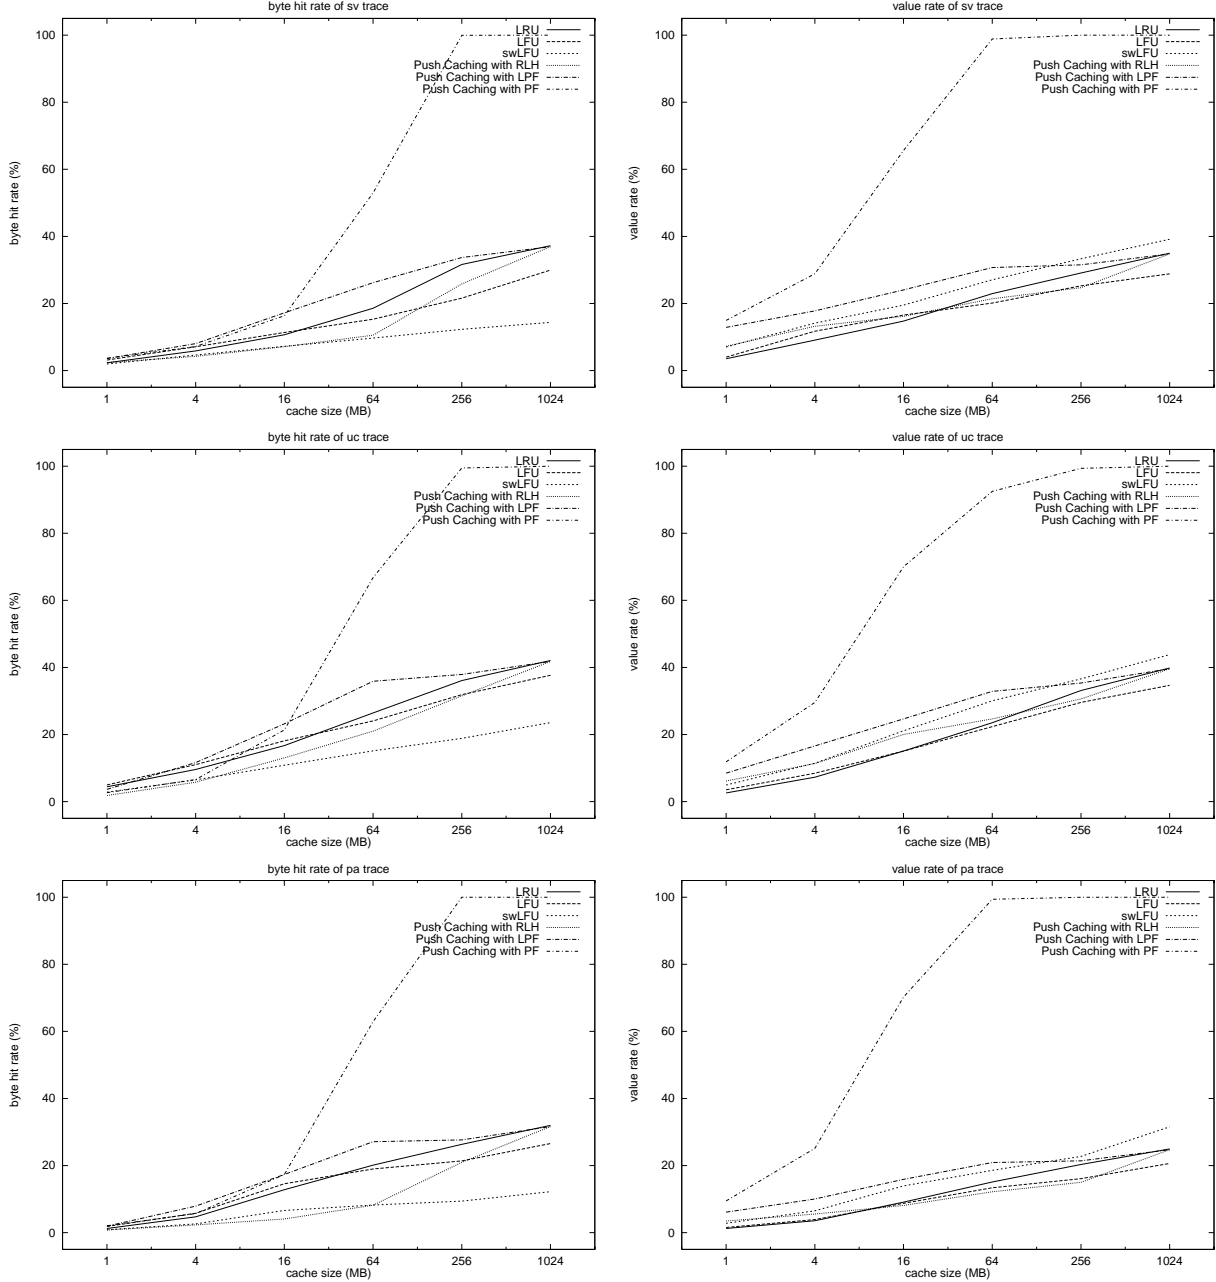 byte hit rate of sv trace
LRU
LFU
swLFU
Push Caching with RLH
Push Caching with LPF
Push Caching with PF
100
80
60
40
20
0
byte hit rate (%)
1 4 16 64 256 1024
cache size (MB)
value rate of sv trace
LRU
LFU
swLFU
Push Caching with RLH
Push Caching with LPF
Push Caching with PF
100
80
60
40
20
0
value rate (%)
1 4 16 64 256 1024
cache size (MB)
byte hit rate of uc trace
LRU
LFU
swLFU
Push Caching with RLH
Push Caching with LPF
Push Caching with PF
100
80
60
40
20
0
byte hit rate (%)
1 4 16 64 256 1024
cache size (MB)
value rate of uc trace
LRU
LFU
swLFU
Push Caching with RLH
Push Caching with LPF
Push Caching with PF
100
80
60
40
20
0
value rate (%)
1 4 16 64 256 1024
cache size (MB)
byte hit rate of pa trace
LRU
LFU
swLFU
Push Caching with RLH
Push Caching with LPF
Push Caching with PF
100
80
60
40
20
0
byte hit rate (%)
1 4 16 64 256 1024
cache size (MB)
value rate of pa trace
LRU
LFU
swLFU
Push Caching with RLH
Push Caching with LPF
Push Caching with PF
100
80
60
40
20
0
value rate (%)
1 4 16 64 256 1024
cache size (MB)